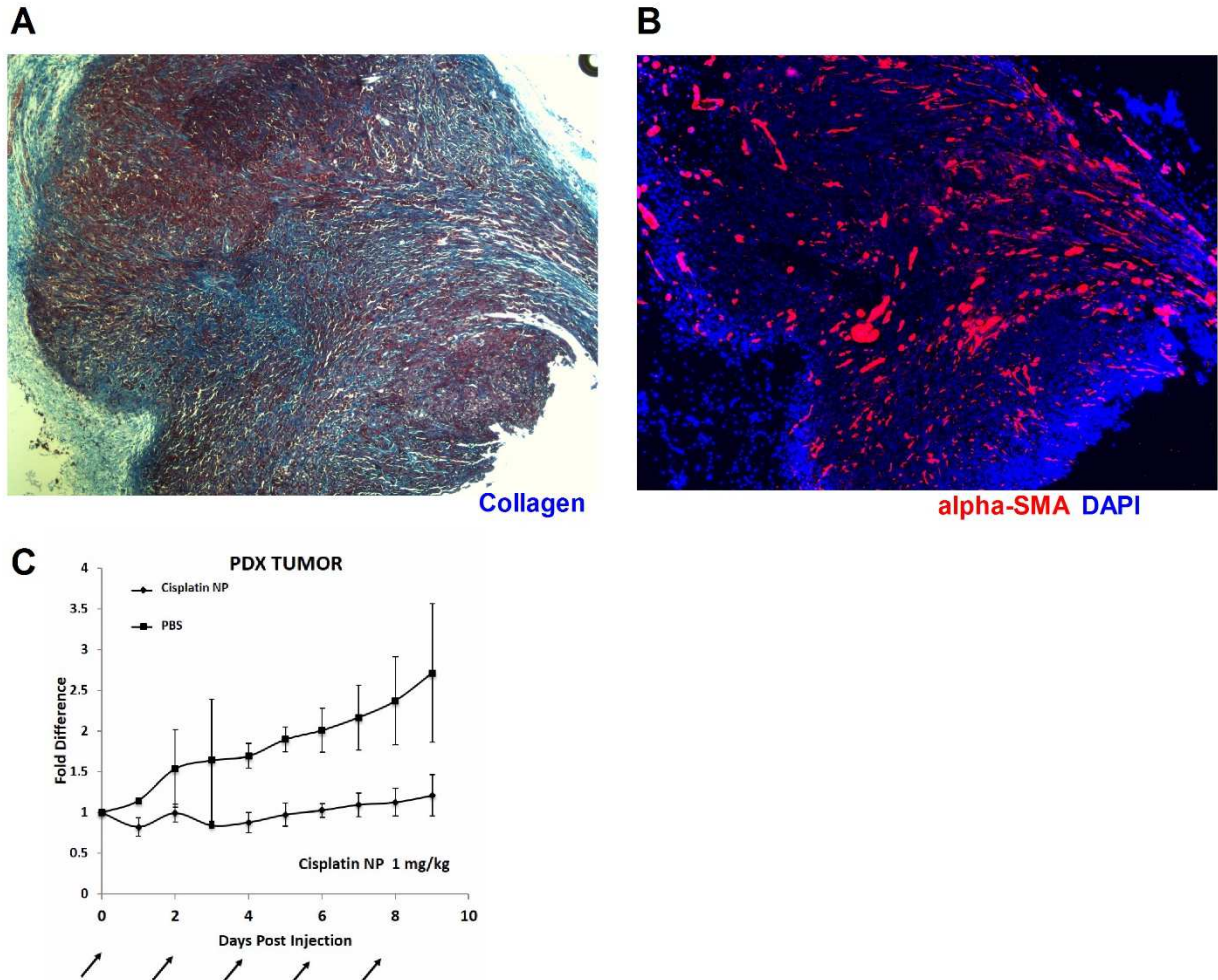 A
B
Collagen
alpha-SMA DAPI
C
PDX TUMOR
4
3.5
3
2.5
2
1.5
1
0.5
0
Fold Difference
Cisplatin NP
PBS
Cisplatin NP 1 mg/kg
0 2 4 6 8 10
Days Post Injection